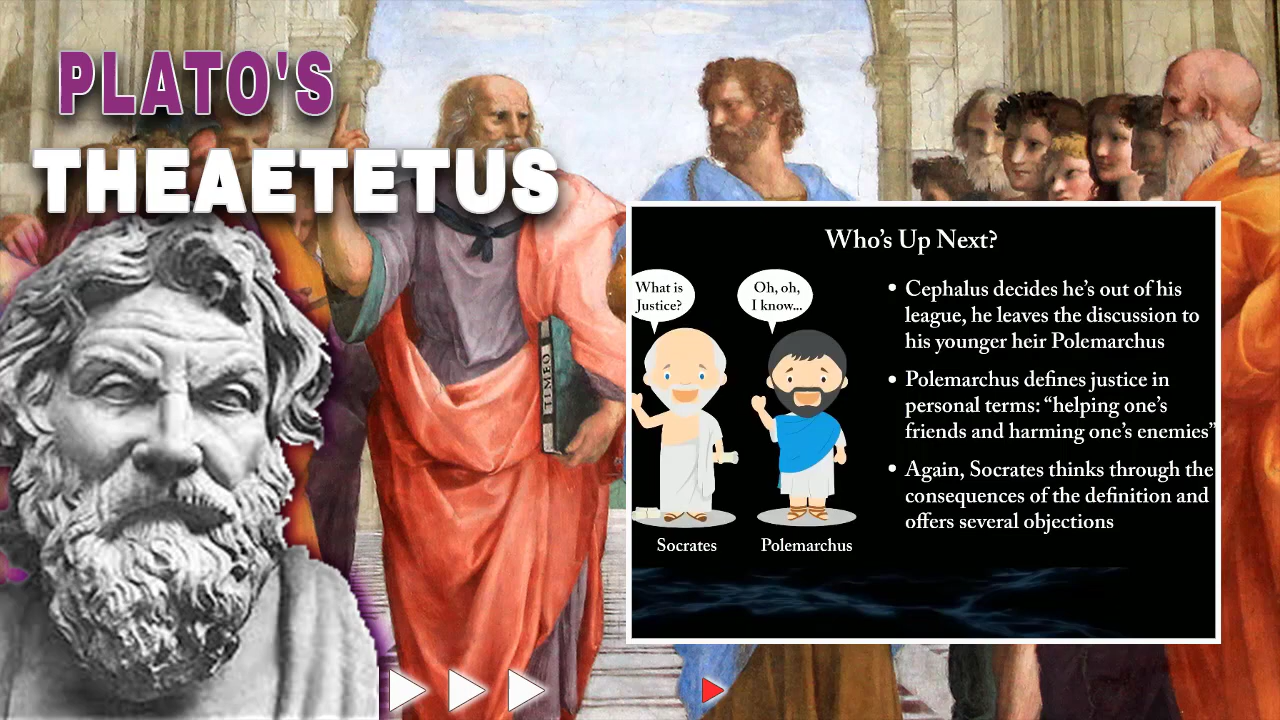 PLATO'S
THEAETETUS
TIMEO
Who's Up Next?
What is
Justice?
Oh, oh,
I know...
• Cephalus decides he's out of his
league, he leaves the discussion to
his younger heir Polemarchus
• Polemarchus defines justice in
personal terms: “helping one's
friends and harming one's enemies”
• Again, Socrates thinks through the
consequences of the definition and
offers several objections
Socrates
Polemarchus